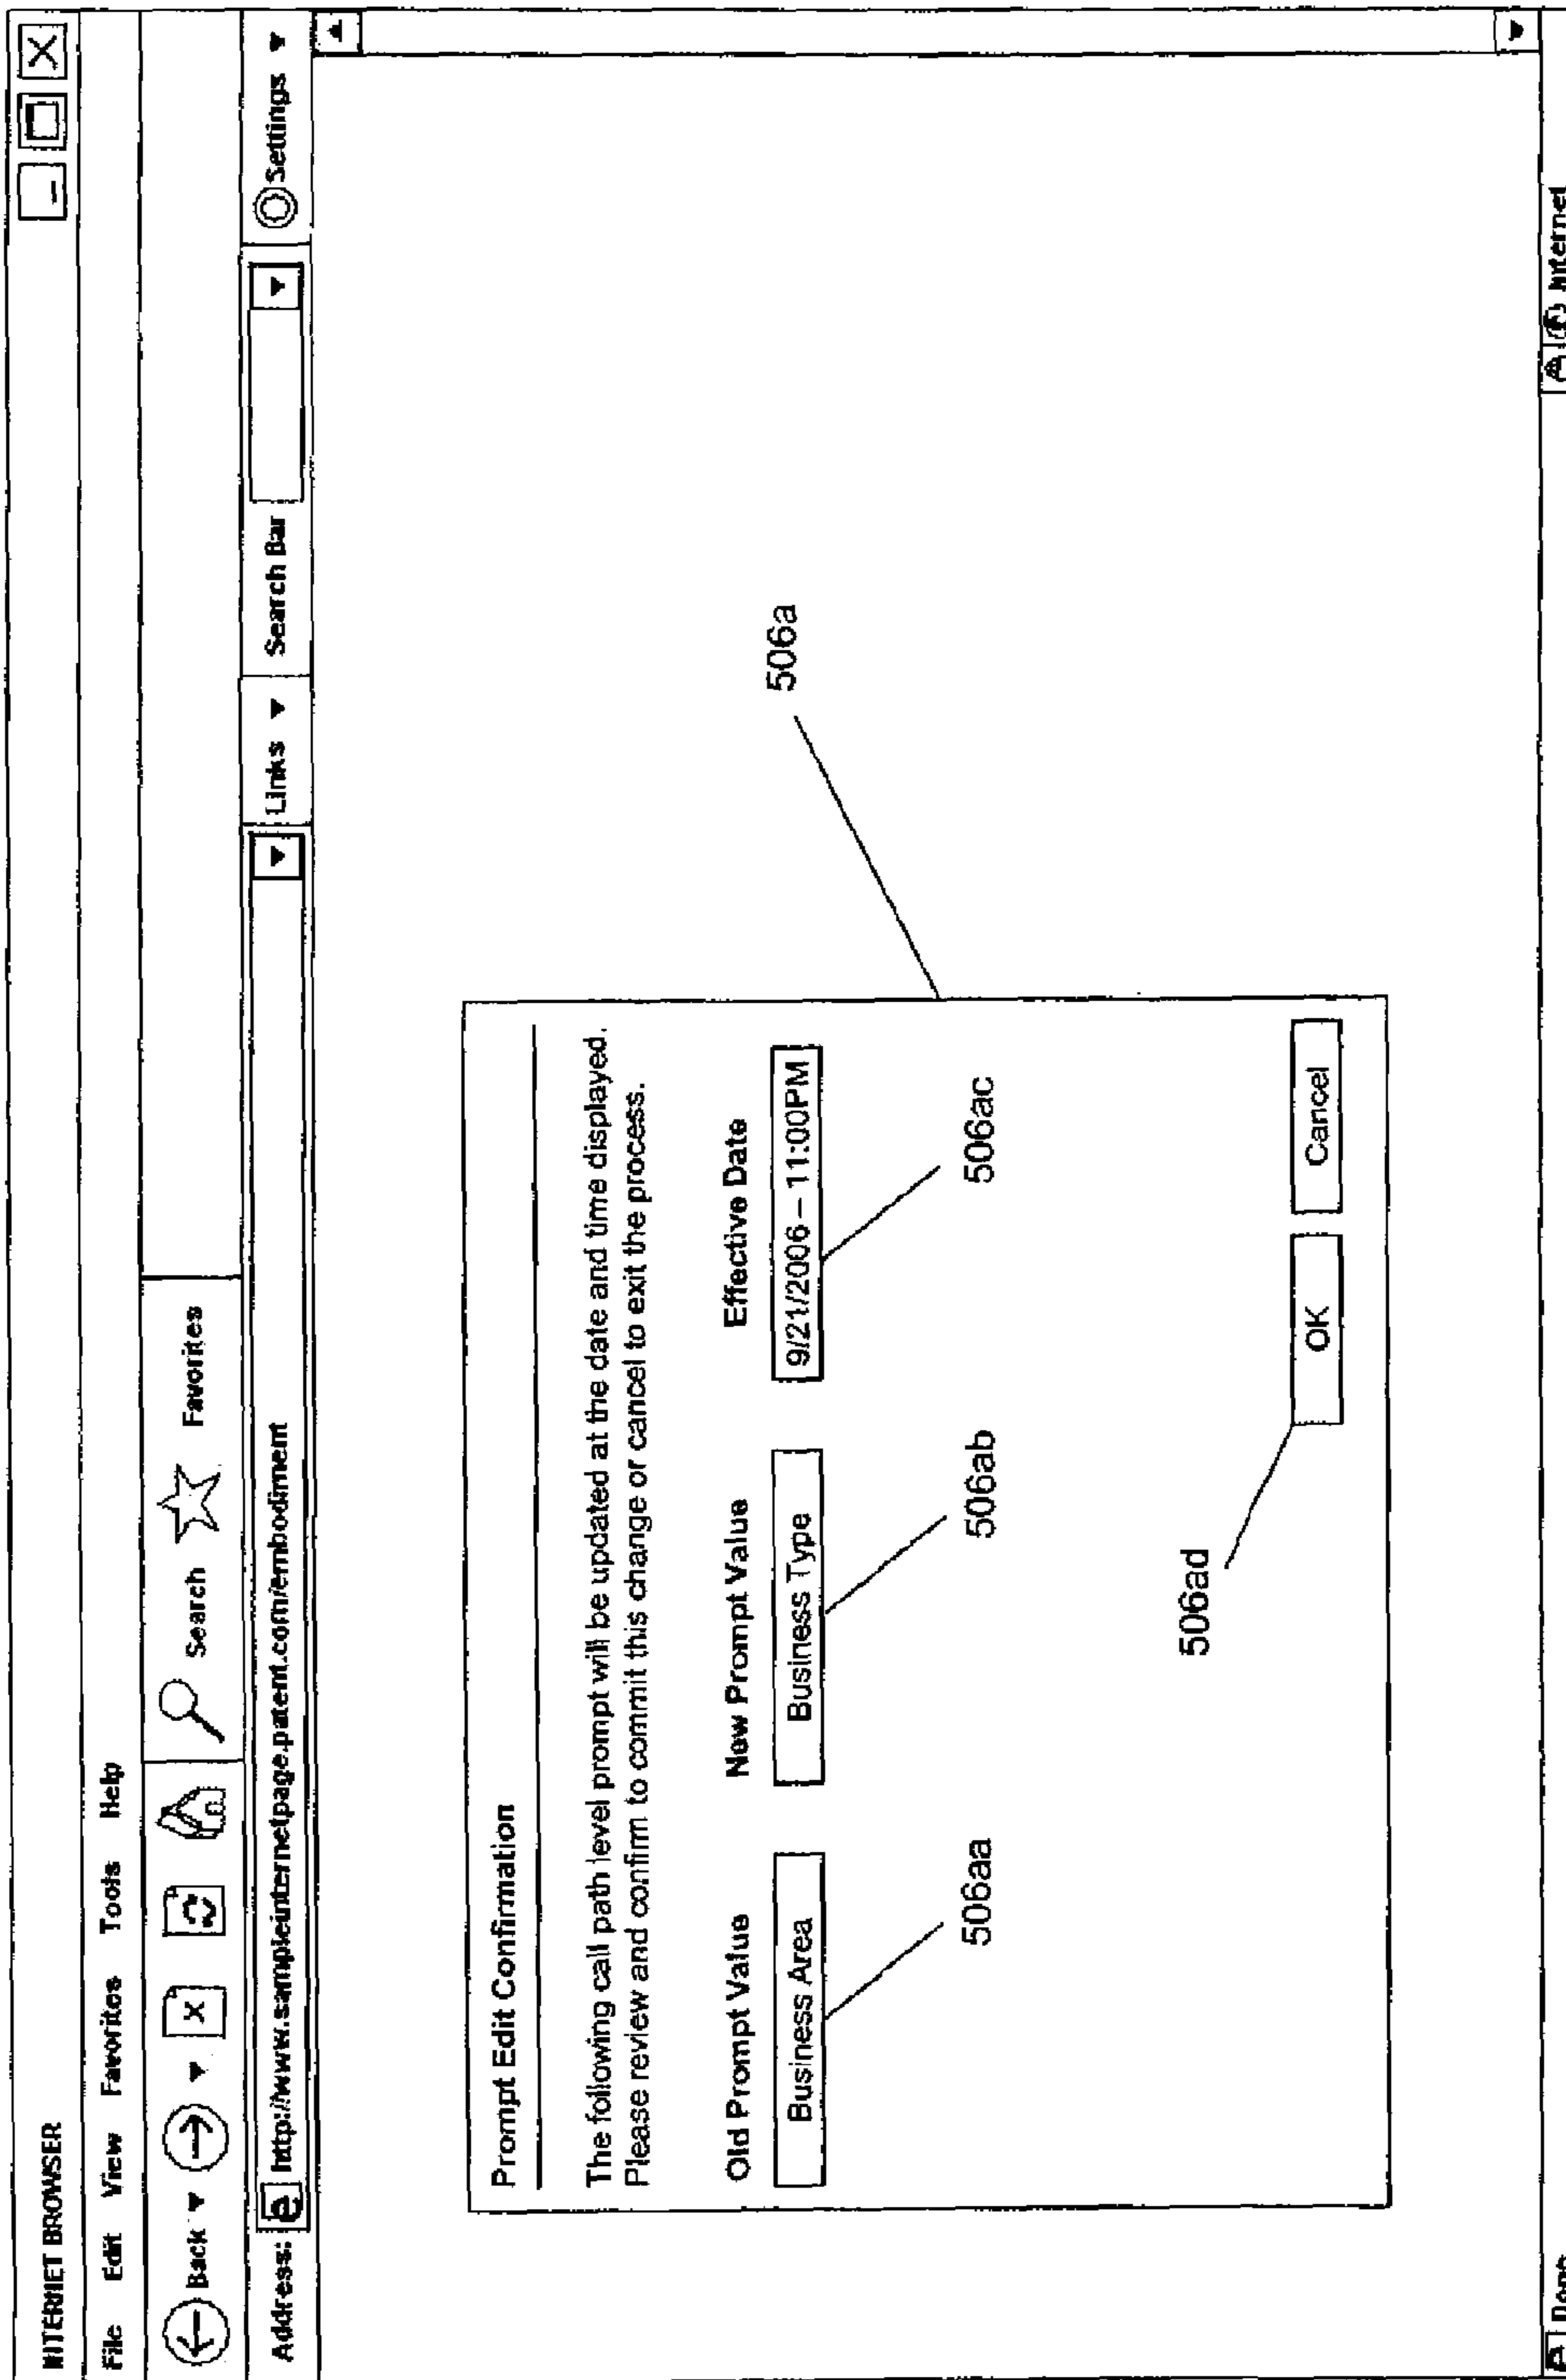 INTERNET BROWSER
File Edit View Favorites Tools Help
Back Search Favorites
Address: http://www.sampleinternetpage.patent.com/embodiment Links Search Bar Settings
506a
Prompt Edit Confirmation
The following call path level prompt will be updated at the date and time displayed.
Please review and confirm to commit this change or cancel to exit the process.
Old Prompt Value New Prompt Value Effective Date
Business Area Business Type 9/21/2006 – 11:00PM
506aa 506ab 506ac
506ad
OK Cancel
Done Internet